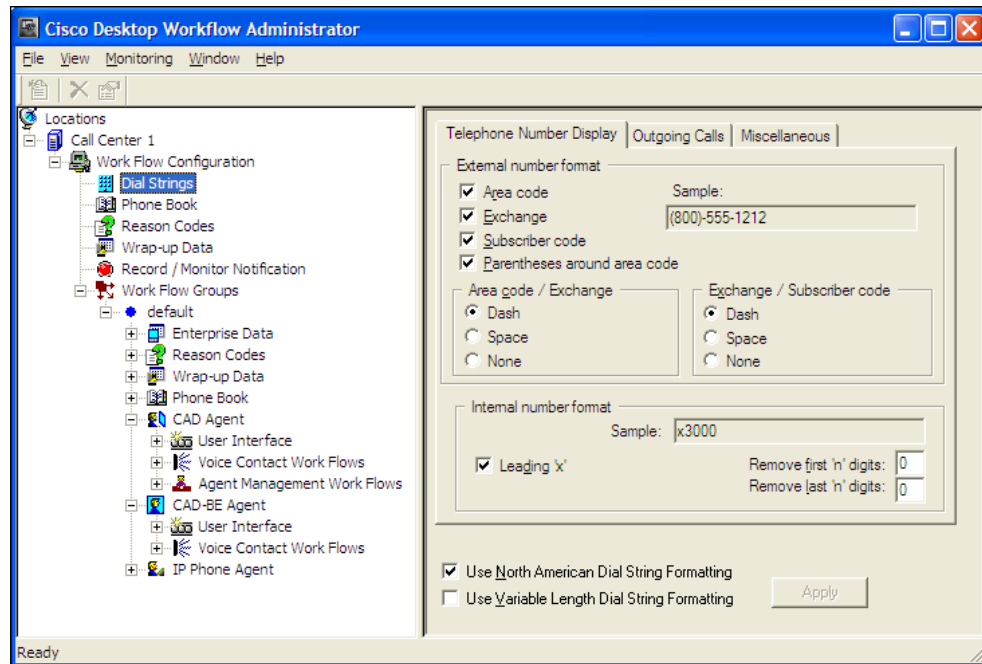 Cisco Desktop Workflow Administrator
File View Monitoring Window Help
Locations
Call Center 1
Work Flow Configuration
Dial Strings
Phone Book
Reason Codes
Wrap-up Data
Record / Monitor Notification
Work Flow Groups
default
Enterprise Data
Reason Codes
Wrap-up Data
Phone Book
CAD Agent
User Interface
Voice Contact Work Flows
Agent Management Work Flows
CAD-BE Agent
User Interface
Voice Contact Work Flows
IP Phone Agent
Telephone Number Display Outgoing Calls Miscellaneous
External number format
Area code Sample:
Exchange (800)-555-1212
Subscriber code
Parentheses around area code
Area code / Exchange Exchange / Subscriber code
Dash Dash
Space Space
None None
Internal number format
Sample: x3000
Leading 'x' Remove first 'n' digits: 0
Remove last 'n' digits: 0
Use North American Dial String Formatting
Use Variable Length Dial String Formatting Apply
Ready